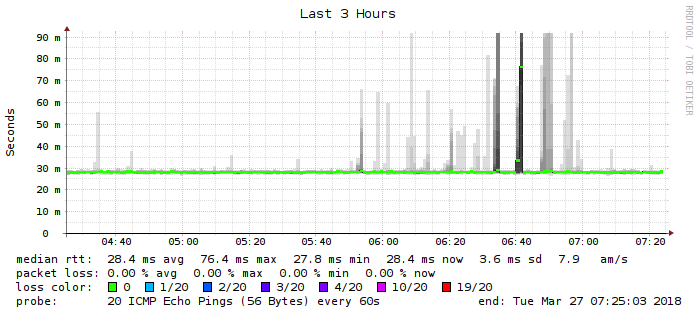 Last 3 Hours
RRDTOOL / TOBI OETIKER
Seconds
90 m
80 m
70 m
60 m
50 m
40 m
30 m
20 m
10 m
0
04:40 05:00 05:20 05:40 06:00 06:20 06:40 07:00 07:20
median rtt: 28.4 ms avg 76.4 ms max 27.8 ms min 28.4 ms now 3.6 ms sd 7.9 am/s
packet loss: 0.00 % avg 0.00 % max 0.00 % min 0.00 % now
loss color: 0 1/20 2/20 3/20 4/20 10/20 19/20
probe: 20 ICMP Echo Pings (56 Bytes) every 60s end: Tue Mar 27 07:25:03 2018